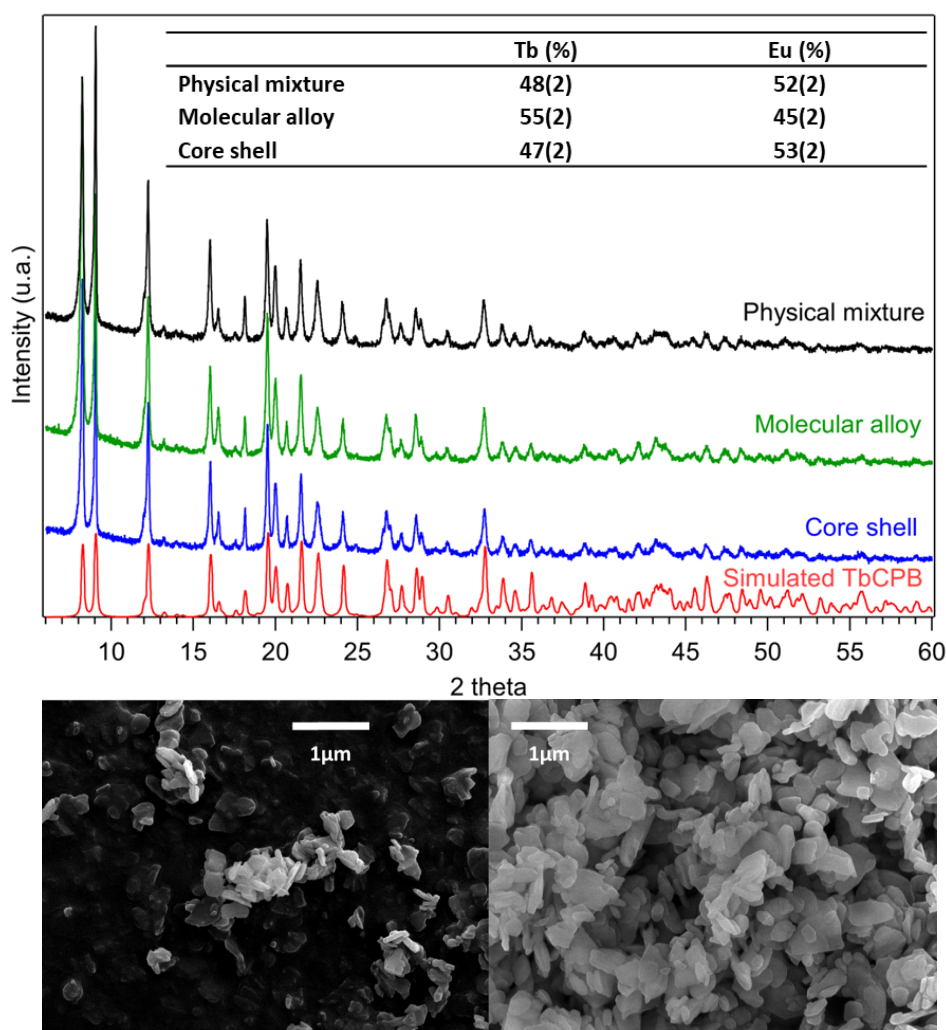 Tb (%) Eu (%)
Physical mixture 48(2) 52(2)
Molecular alloy 55(2) 45(2)
Core shell 47(2) 53(2)
Intensity (u.a.)
Physical mixture
Molecular alloy
Core shell
Simulated TbCPB
10 15 20 25 30 35 40 45 50 55 60
2 theta
1µm 1µm